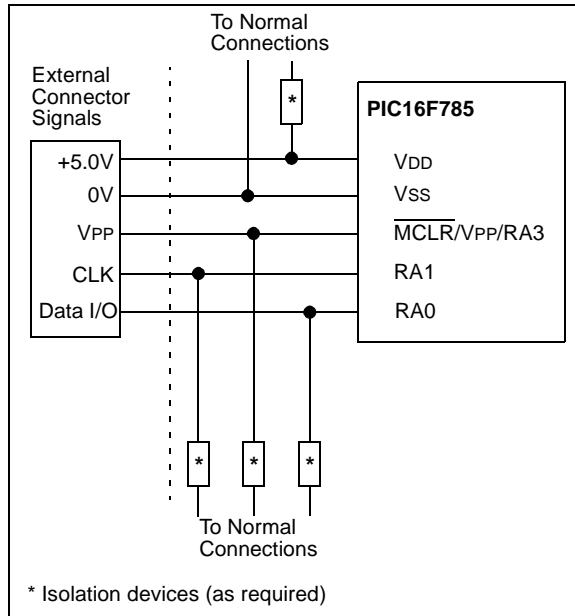 To Normal
Connections
External
Connector
Signals
*
PIC16F785
+5.0V
VDD
0V
VSS
VPP
MCLR/VPP/RA3
CLK
RA1
Data I/O
RA0
*
*
*
To Normal
Connections
* Isolation devices (as required)